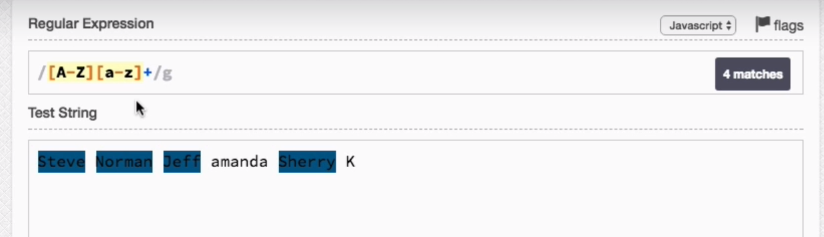 Regular Expression Javascript flags
/[A-Z][a-z]+/g 4 matches
Test String
Steve Norman Jeff amanda Sherry K